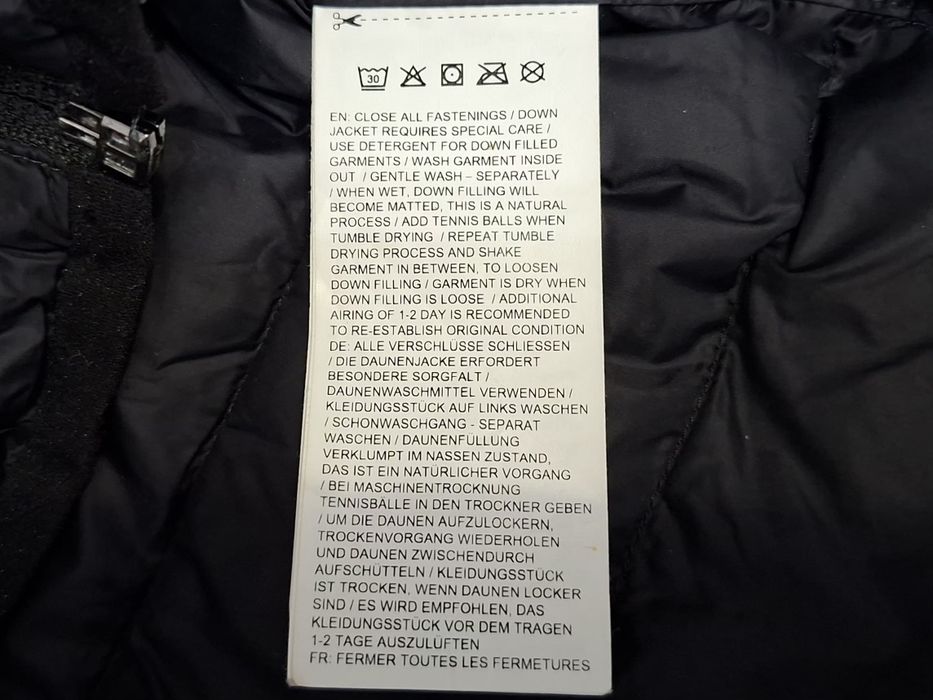 30
EN: CLOSE ALL FASTENINGS / DOWN
JACKET REQUIRES SPECIAL CARE /
USE DETERGENT FOR DOWN FILLED
GARMENTS / WASH GARMENT INSIDE
OUT / GENTLE WASH – SEPARATELY
/ WHEN WET, DOWN FILLING WILL
BECOME MATTED, THIS IS A NATURAL
PROCESS / ADD TENNIS BALLS WHEN
TUMBLE DRYING / REPEAT TUMBLE
DRYING PROCESS AND SHAKE
GARMENT IN BETWEEN, TO LOOSEN
DOWN FILLING / GARMENT IS DRY WHEN
DOWN FILLING IS LOOSE / ADDITIONAL
AIRING OF 1-2 DAY IS RECOMMENDED
TO RE-ESTABLISH ORIGINAL CONDITION
DE: ALLE VERSCHLÜSSE SCHLIESSEN
/ DIE DAUNENJACKE ERFORDERT
BESONDERE SORGFALT /
DAUNENWASCHMITTEL VERWENDEN /
KLEIDUNGSSTÜCK AUF LINKS WASCHEN
/ SCHONWASCHGANG - SEPARAT
WASCHEN / DAUNENFÜLLUNG
VERKLUMPT IM NASSEN ZUSTAND,
DAS IST EIN NATÜRLICHER VORGANG
/ BEI MASCHINENTROCKNUNG
TENNISBÄLLE IN DEN TROCKNER GEBEN
/ UM DIE DAUNEN AUFZULOCKERN,
TROCKENVORGANG WIEDERHOLEN
UND DAUNEN ZWISCHENDURCH
AUFSCHÜTTELN / KLEIDUNGSSTÜCK
IST TROCKEN, WENN DAUNEN LOCKER
SIND / ES WIRD EMPFOHLEN, DAS
KLEIDUNGSSTÜCK VOR DEM TRAGEN
1-2 TAGE AUSZULÜFTEN
FR: FERMER TOUTES LES FERMETURES